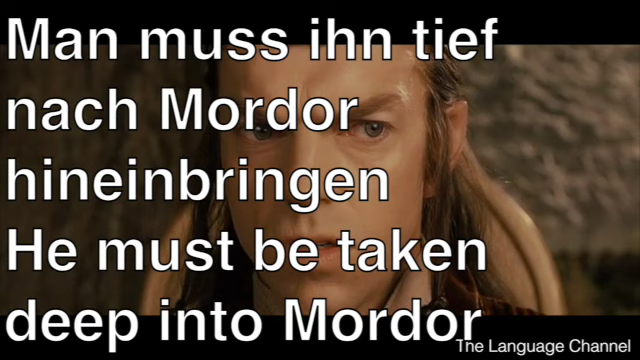 Man muss ihn tief
nach Mordor
hineinbringen
He must be taken
deep into Mordor
The Language Channel